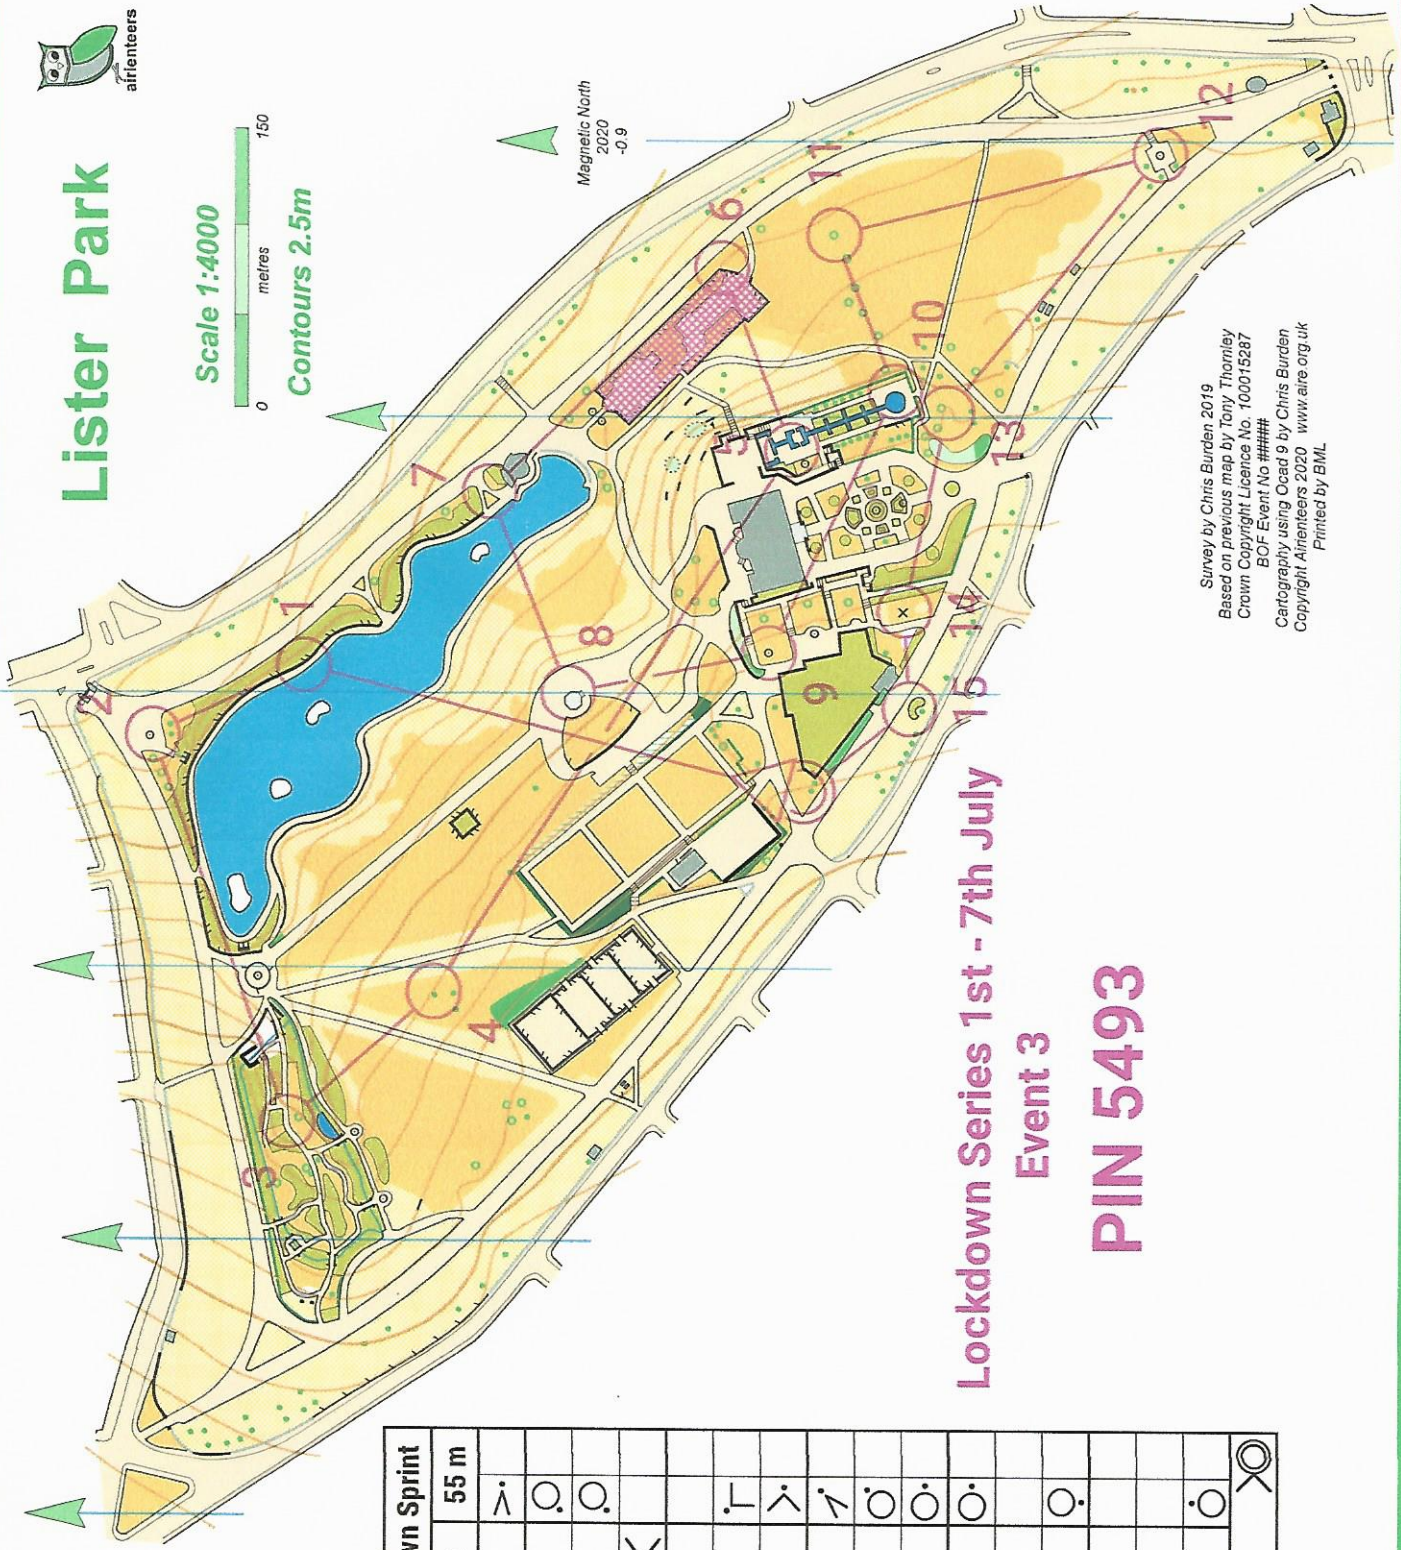 airienteers
Lister Park
Scale 1:4000
0 metres 150
Contours 2.5m
Magnetic North
2020
-0.9
1
2
3
4
5
6
7
8
9
10
11
12
13
14
15
Survey by Chris Burden 2019
Based on previous map by Tony Thornley
Crown Copyright Licence No. 100015287
BOF Event No #####
Cartography using Ocad 9 by Chris Burden
Copyright Airienteers 2020 www.aire.org.uk
Printed by BML
Lockdown Series 1st - 7th July
Event 3
PIN 5493
wn Sprint
55 m